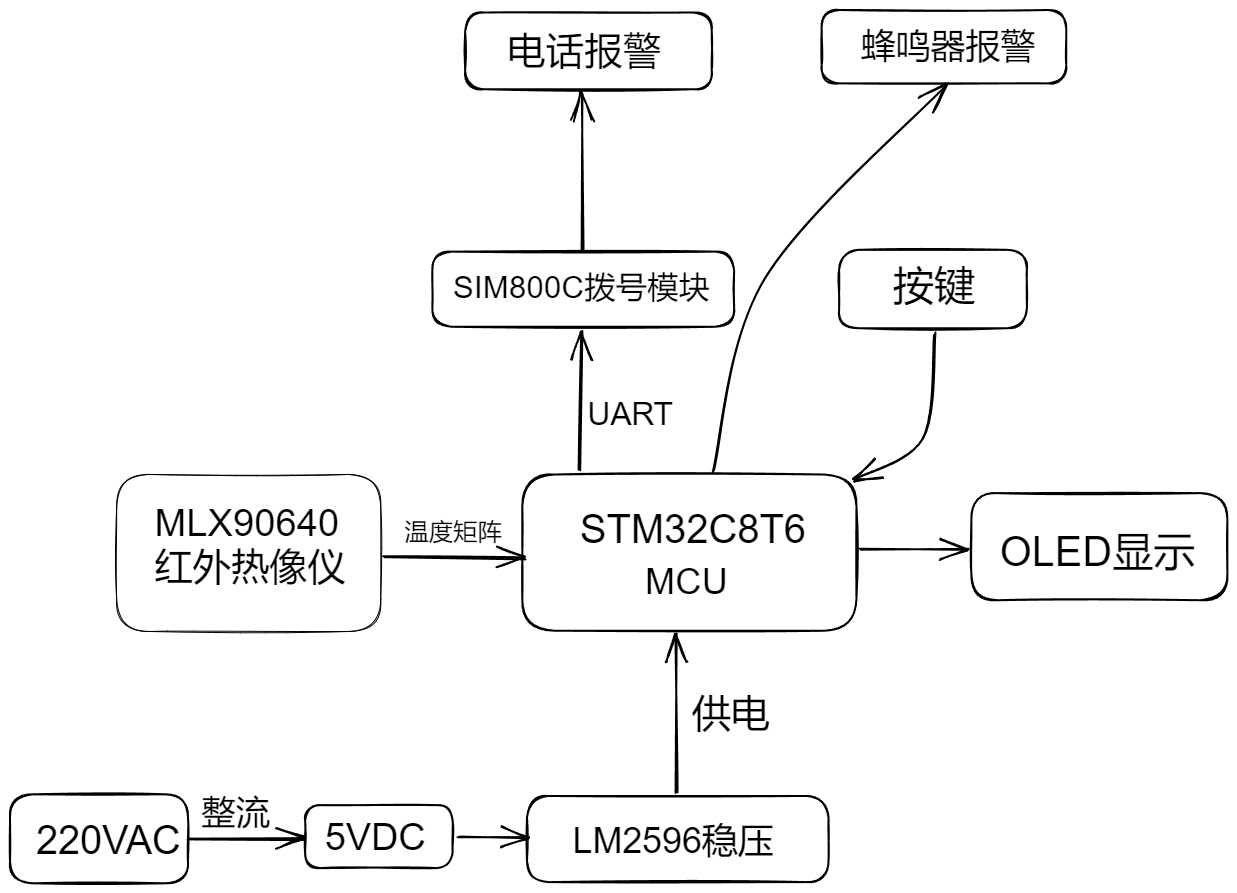 电话报警
蜂鸣器报警
SIM800C拨号模块
按键
UART
MLX90640
红外热像仪
温度矩阵
STM32C8T6
MCU
OLED显示
供电
220VAC
整流
5VDC
LM2596稳压